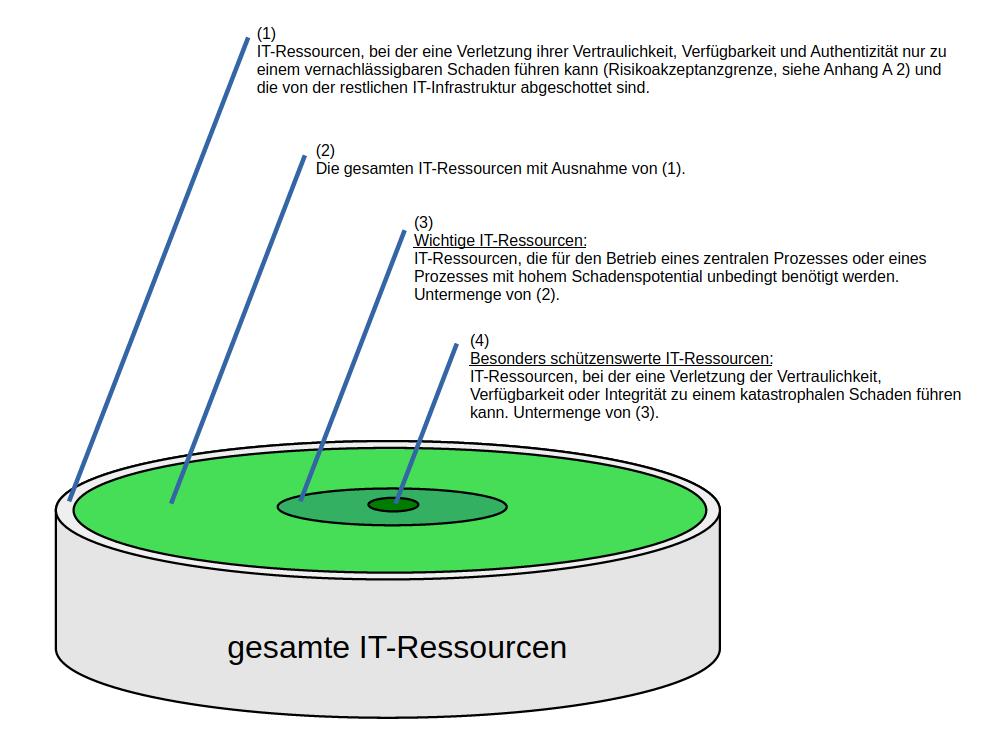 (1)
IT-Ressourcen, bei der eine Verletzung ihrer Vertraulichkeit, Verfügbarkeit und Authentizität nur zu
einem vernachlässigbaren Schaden führen kann (Risikoakzeptanzgrenze, siehe Anhang A 2) und
die von der restlichen IT-Infrastruktur abgeschottet sind.
(2)
Die gesamten IT-Ressourcen mit Ausnahme von (1).
(3)
Wichtige IT-Ressourcen:
IT-Ressourcen, die für den Betrieb eines zentralen Prozesses oder eines
Prozesses mit hohem Schadenspotential unbedingt benötigt werden.
Untermenge von (2).
(4)
Besonders schützenswerte IT-Ressourcen:
IT-Ressourcen, bei der eine Verletzung der Vertraulichkeit,
Verfügbarkeit oder Integrität zu einem katastrophalen Schaden führen
kann. Untermenge von (3).
gesamte IT-Ressourcen